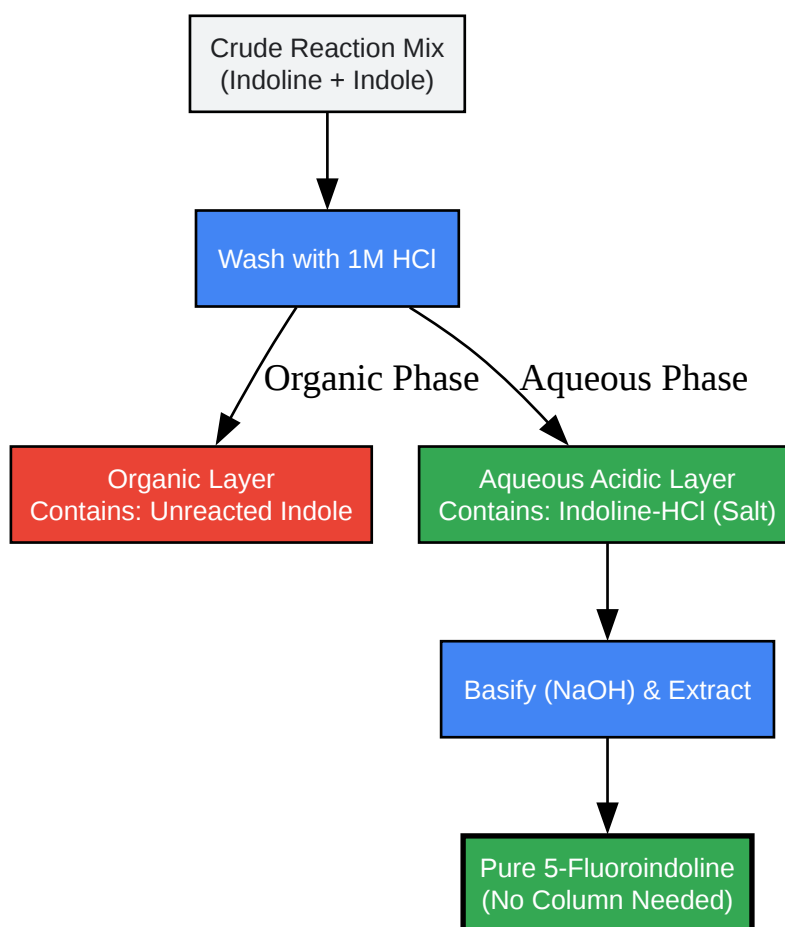 Crude Reaction Mix
(Indoline + Indole)
Wash with 1M HCl
Organic Phase
Aqueous Phase
Organic Layer
Contains: Unreacted Indole
Aqueous Acidic Layer
Contains: Indoline-HCl (Salt)
Basify (NaOH) & Extract
Pure 5-Fluoroindoline
(No Column Needed)